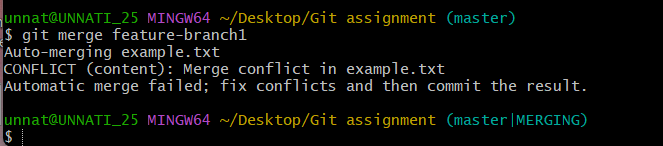 unnat@UNNATI_25 MINGW64 ~/Desktop/Git assignment (master)
$ git merge feature-branch1
Auto-merging example.txt
CONFLICT (content): Merge conflict in example.txt
Automatic merge failed; fix conflicts and then commit the result.
unnat@UNNATI_25 MINGW64 ~/Desktop/Git assignment (master|MERGING)
$